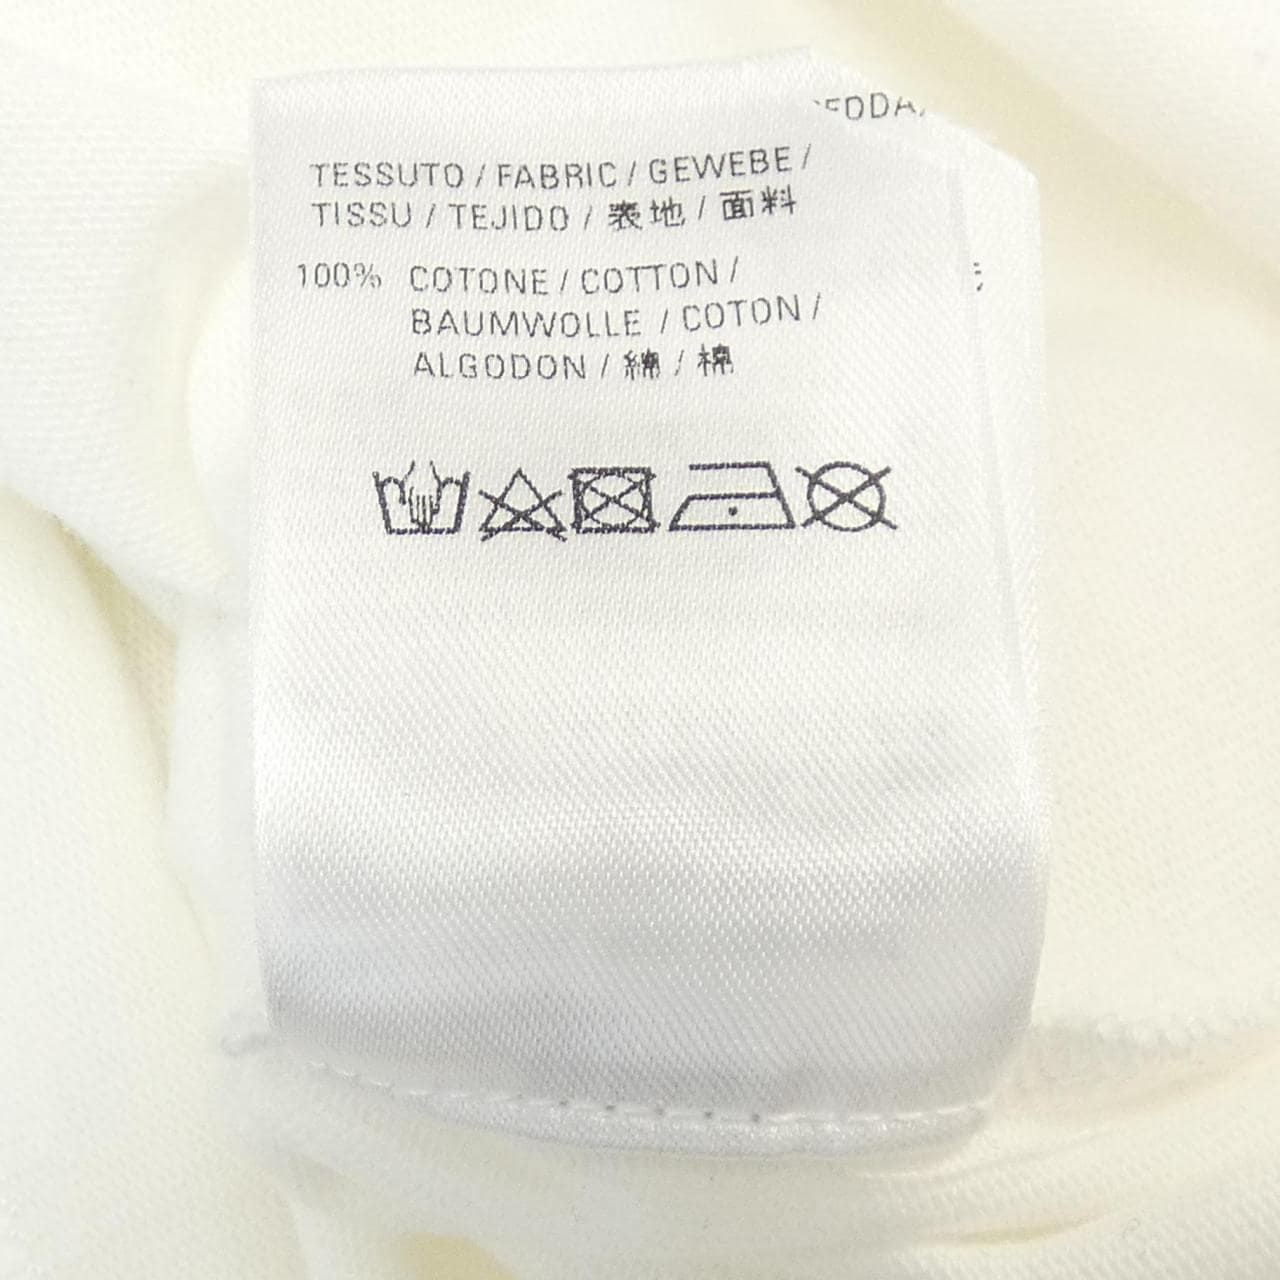 TESSUTO / FABRIC / GEWEBE /
TISSU / TEJIDO / 表地 / 面料
100% COTONE / COTTON /
BAUMWOLLE / COTON /
ALGODON / 綿 / 棉